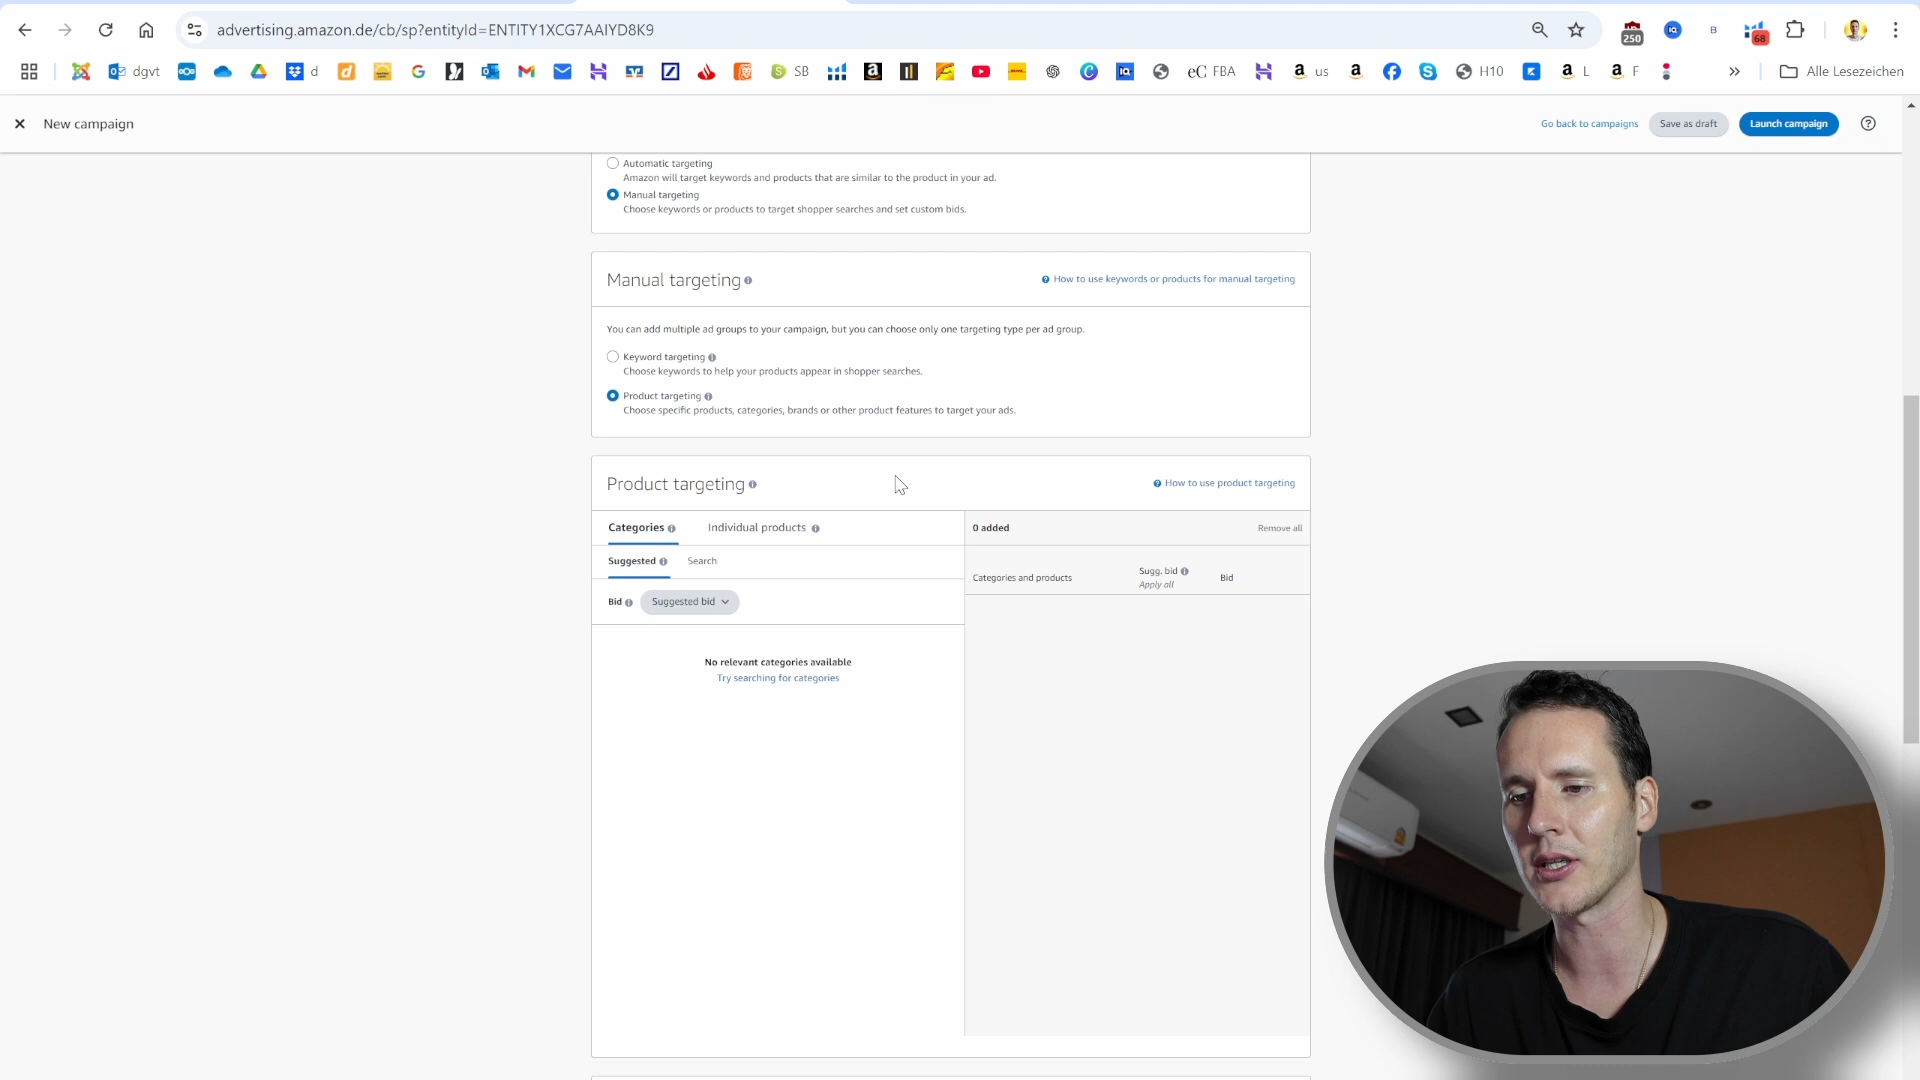 advertising.amazon.de/cb/sp?entityId=ENTITY1XCG7AAIYD8K9
250
68
dgvt
d
SB
eC FBA
us
H10
L
F
Alle Lesezeichen
New campaign
Go back to campaigns
Save as draft
Launch campaign
Automatic targeting
Amazon will target keywords and products that are similar to the product in your ad.
Manual targeting
Choose keywords or products to target shopper searches and set custom bids.
Manual targeting
How to use keywords or products for manual targeting
You can add multiple ad groups to your campaign, but you can choose only one targeting type per ad group.
Keyword targeting
Choose keywords to help your products appear in shopper searches.
Product targeting
Choose specific products, categories, brands or other product features to target your ads.
Product targeting
How to use product targeting
Categories
Individual products
0 added
Remove all
Suggested
Search
Categories and products
Sugg. bid
Apply all
Bid
Bid
Suggested bid
No relevant categories available
Try searching for categories